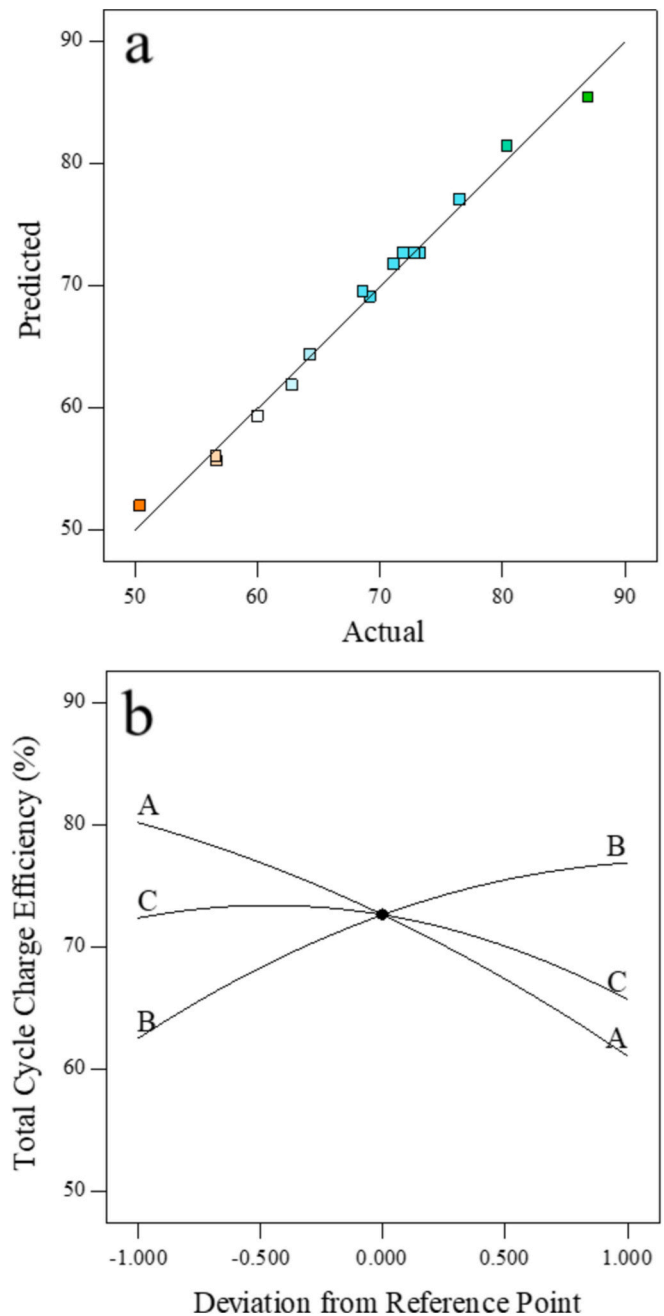 a
90
80
70
60
50
Predicted
50 60 70 80 90
Actual
b
90
80
70
60
50
Total Cycle Charge Efficiency (%)
A
C
B
B
C
A
-1.000 -0.500 0.000 0.500 1.000
Deviation from Reference Point